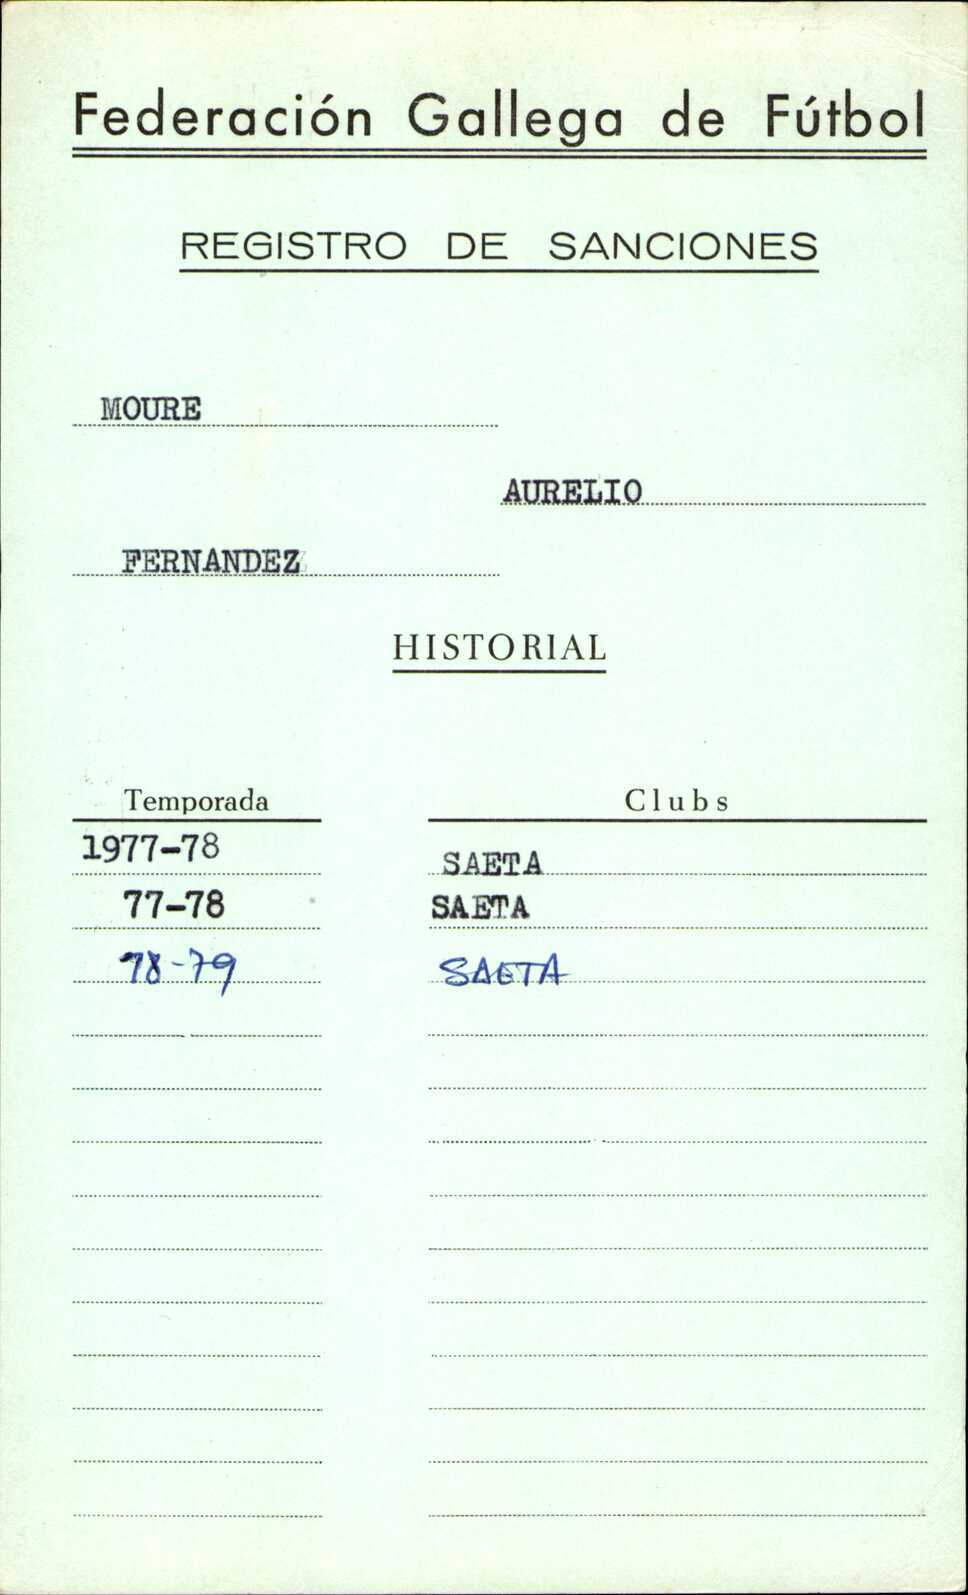 Federación Gallega de Fútbol
REGISTRO DE SANCIONES
MOURE
AURELIO
FERNANDEZ
HISTORIAL
Temporada Clubs
1977-78 SAETA
77-78 SAETA
78-79 SAETA